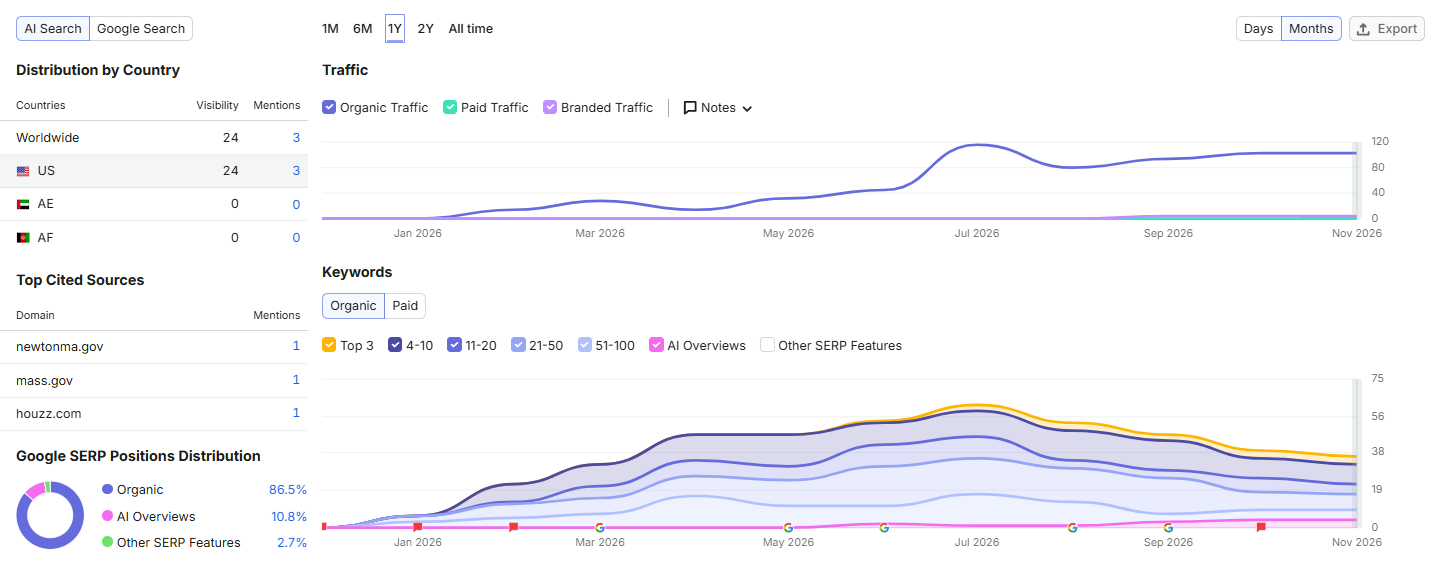 AI Search Google Search
1M 6M 1Y 2Y All time
Days Months Export
Distribution by Country
Countries Visibility Mentions
Worldwide 24 3
US 24 3
AE 0 0
AF 0 0
Top Cited Sources
Domain Mentions
newtonma.gov 1
mass.gov 1
houzz.com 1
Google SERP Positions Distribution
Organic 86.5%
AI Overviews 10.8%
Other SERP Features 2.7%
Traffic
Organic Traffic Paid Traffic Branded Traffic Notes
120
80
40
0
Jan 2026 Mar 2026 May 2026 Jul 2026 Sep 2026 Nov 2026
Keywords
Organic Paid
Top 3 4-10 11-20 21-50 51-100 AI Overviews Other SERP Features
75
56
38
19
0
Jan 2026 Mar 2026 May 2026 Jul 2026 Sep 2026 Nov 2026